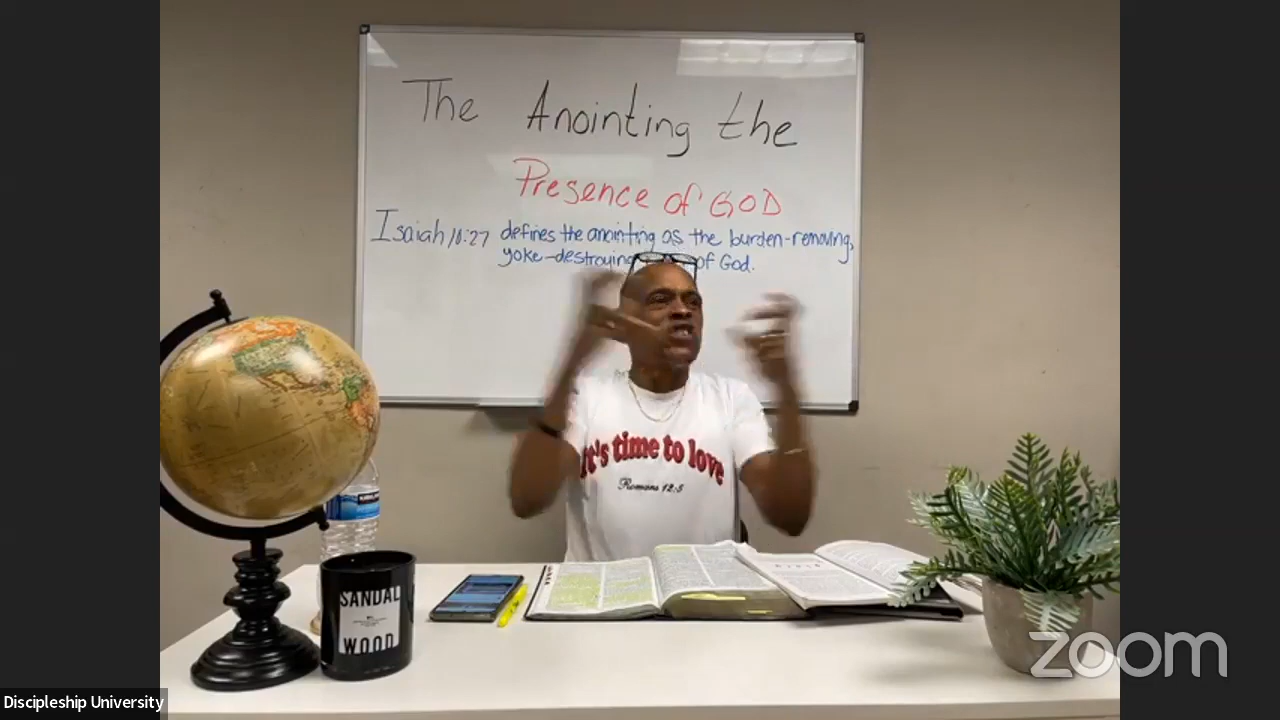 The Anointing the
Presence of GOD
Isaiah 10:27 defines the anointing as the burden-removing,
yoke-destroying of God.
It's time to love
Romans 12:5
SANDAL
WOOD
zoom
Discipleship University